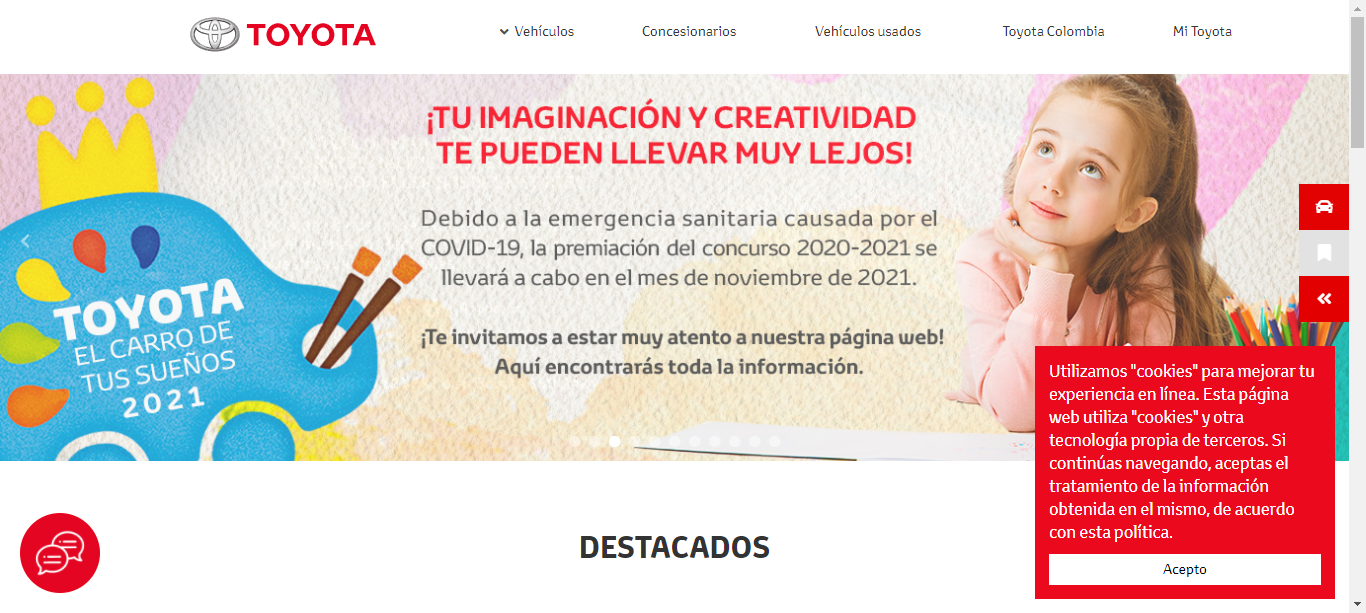 TOYOTA
Vehículos
Concesionarios
Vehículos usados
Toyota Colombia
Mi Toyota
¡TU IMAGINACIÓN Y CREATIVIDAD
TE PUEDEN LLEVAR MUY LEJOS!
Debido a la emergencia sanitaria causada por el
COVID-19, la premiación del concurso 2020-2021 se
llevará a cabo en el mes de noviembre de 2021.
¡Te invitamos a estar muy atento a nuestra página web!
Aquí encontrarás toda la información.
TOYOTA
EL CARRO DE
TUS SUEÑOS
2021
Utilizamos "cookies" para mejorar tu
experiencia en línea. Esta página
web utiliza "cookies" y otra
tecnología propia de terceros. Si
continúas navegando, aceptas el
tratamiento de la información
obtenida en el mismo, de acuerdo
con esta política.
Acepto
DESTACADOS